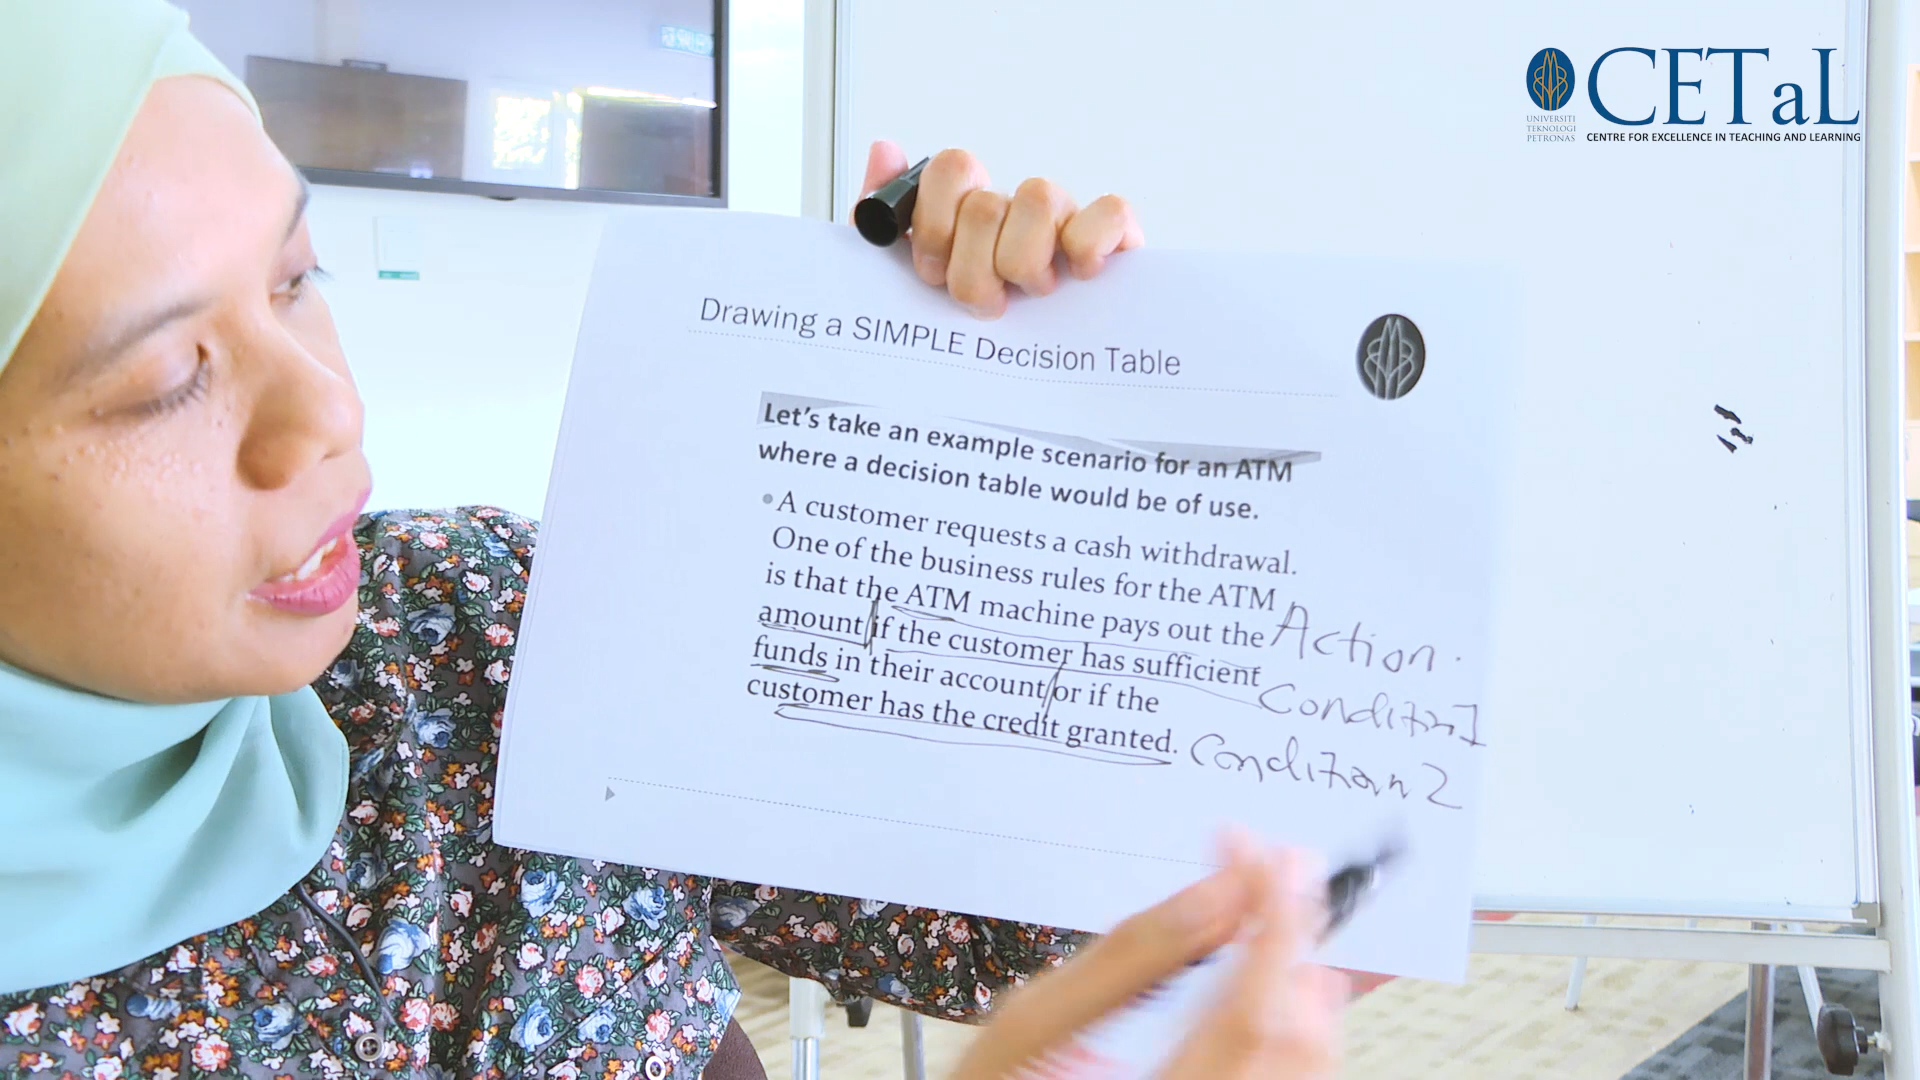 CETaL
UNIVERSITI
TEKNOLOGI
PETRONAS
CENTRE FOR EXCELLENCE IN TEACHING AND LEARNING
Drawing a SIMPLE Decision Table
Let's take an example scenario for an ATM
where a decision table would be of use.
• A customer requests a cash withdrawal.
One of the business rules for the ATM
is that the ATM machine pays out the Action.
amount if the customer has sufficient
funds in their account or if the Condition 1
customer has the credit granted. Condition 2